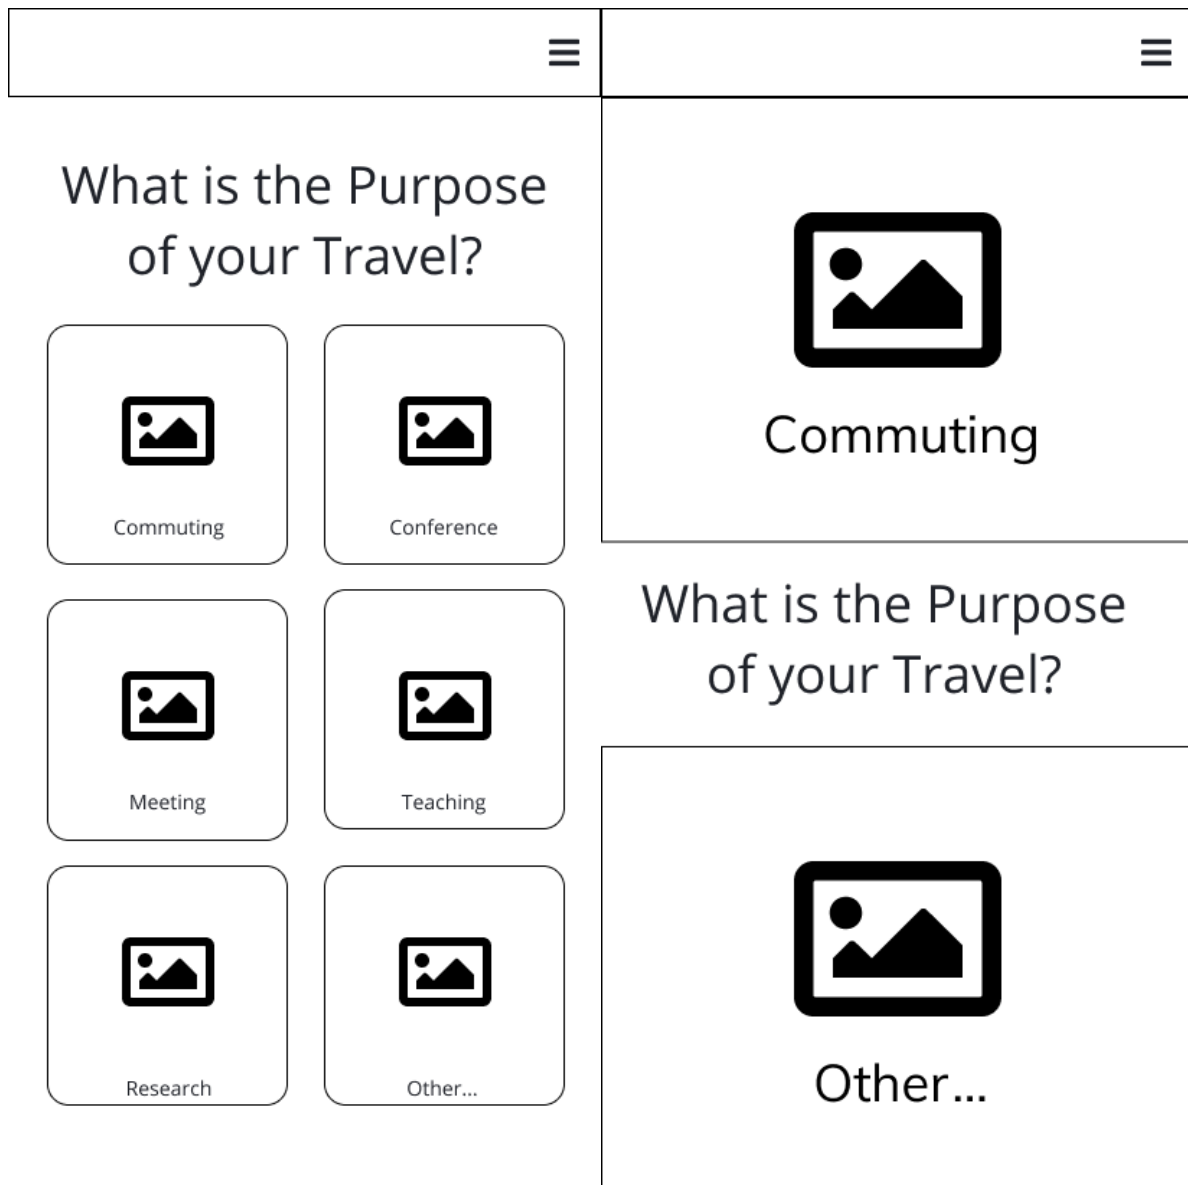 What is the Purpose
of your Travel?
Commuting
Conference
Meeting
Teaching
Research
Other...
Commuting
What is the Purpose
of your Travel?
Other...